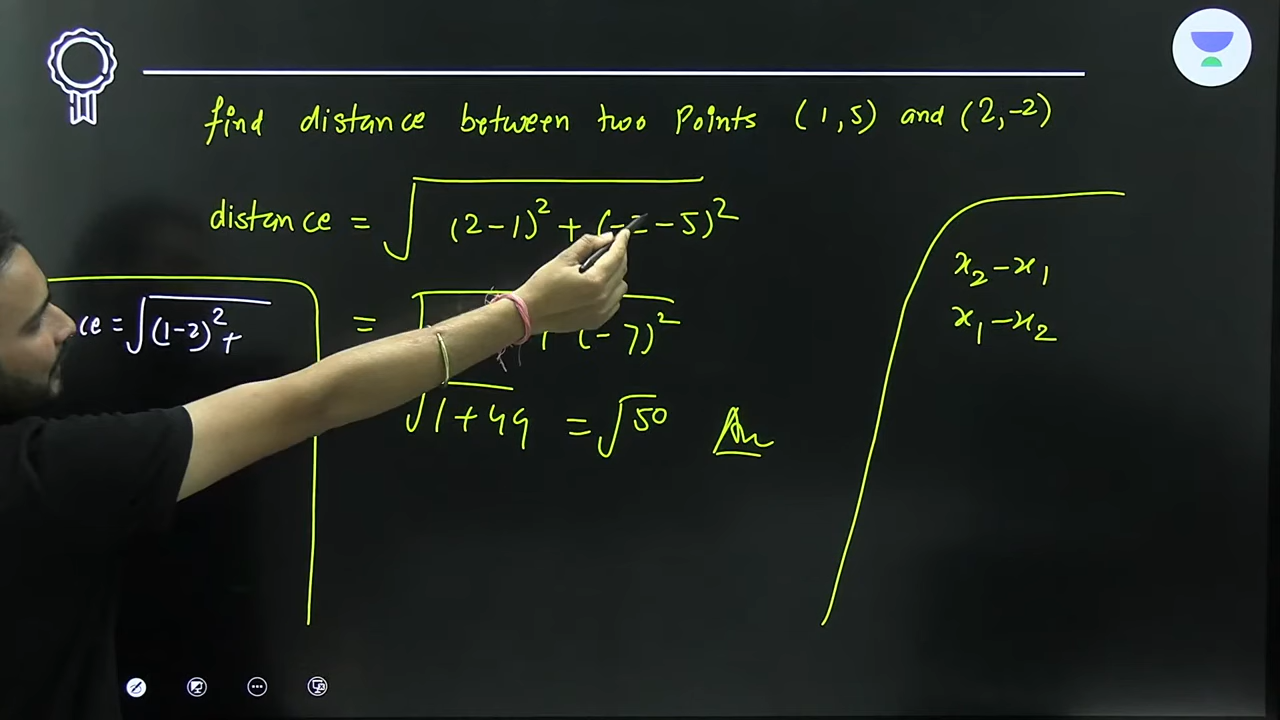 find distance between two points (1,5) and (2,-2)
distance = √(2-1)² + (-2-5)²
= (-7)²
√1+49 = √50 Ans
ce = √(1-2)² +
x₂-x₁
x₁-x₂